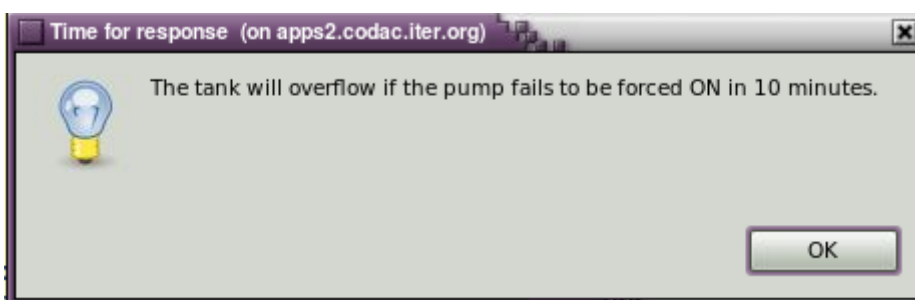 Time for response (on apps2.codac.iter.org)
The tank will overflow if the pump fails to be forced ON in 10 minutes.
OK